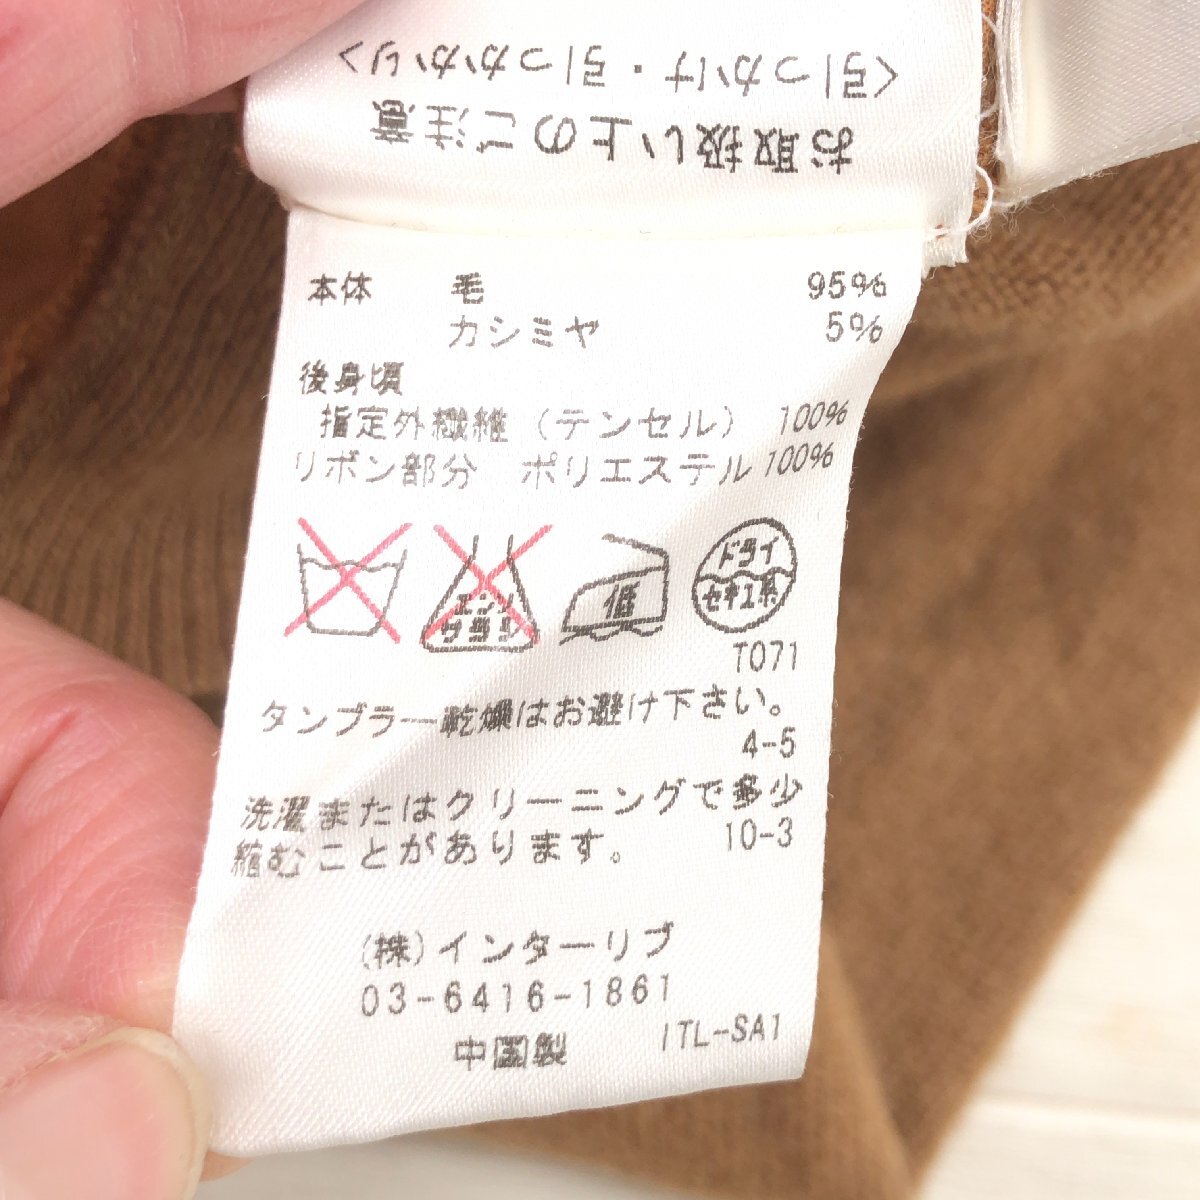 お取扱い上のご注意
<引っかけ・引っかかり>
本体 毛 95%
カシミヤ 5%
後身頃
指定外繊維（テンセル） 100%
リボン部分 ポリエステル 100%
エンソ
サラシ
低
ドライ
セキユ系
T071
タンブラー乾燥はお避け下さい。
4-5
洗濯またはクリーニングで多少
縮むことがあります。 10-3
(株)インターリブ
03-6416-1861
中国製 ITL-SA1